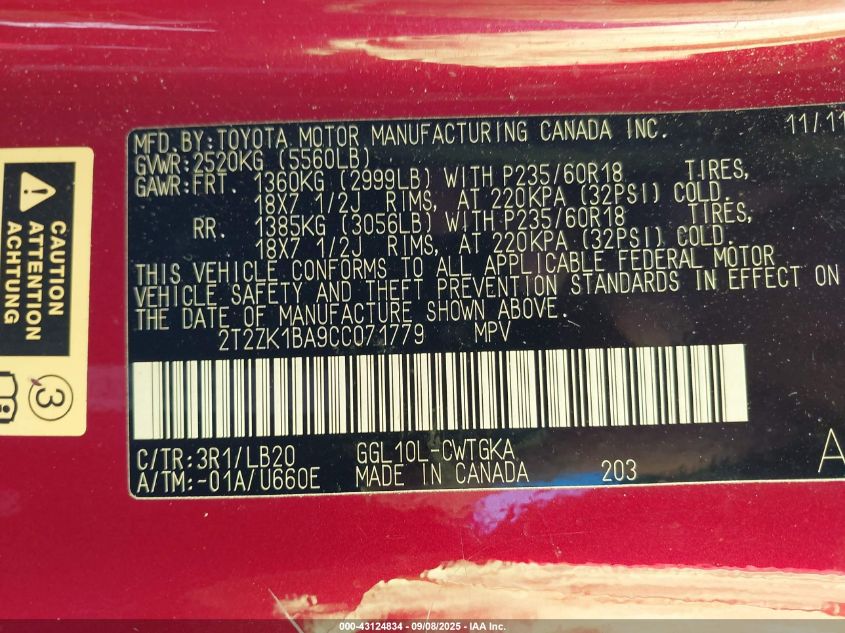 MFD.BY:TOYOTA MOTOR MANUFACTURING CANADA INC. 11/11
GVWR:2520KG (5560LB)
GAWR:FRT. 1360KG (2999LB) WITH P235/60R18 TIRES,
18X7 1/2J RIMS, AT 220KPA (32PSI) COLD.
RR. 1385KG (3056LB) WITH P235/60R18 TIRES,
18X7 1/2J RIMS, AT 220KPA (32PSI) COLD.
THIS VEHICLE CONFORMS TO ALL APPLICABLE FEDERAL MOTOR
VEHICLE SAFETY AND THEFT PREVENTION STANDARDS IN EFFECT ON
THE DATE OF MANUFACTURE SHOWN ABOVE.
2T2ZK1BA9CC071779 MPV
C/TR:3R1/LB20 GGL10L-CWTGKA
A/TM:-01A/U660E MADE IN CANADA 203
A
CAUTION
ATTENTION
ACHTUNG
3
000-43124834 - 09/08/2025 - IAA Inc.